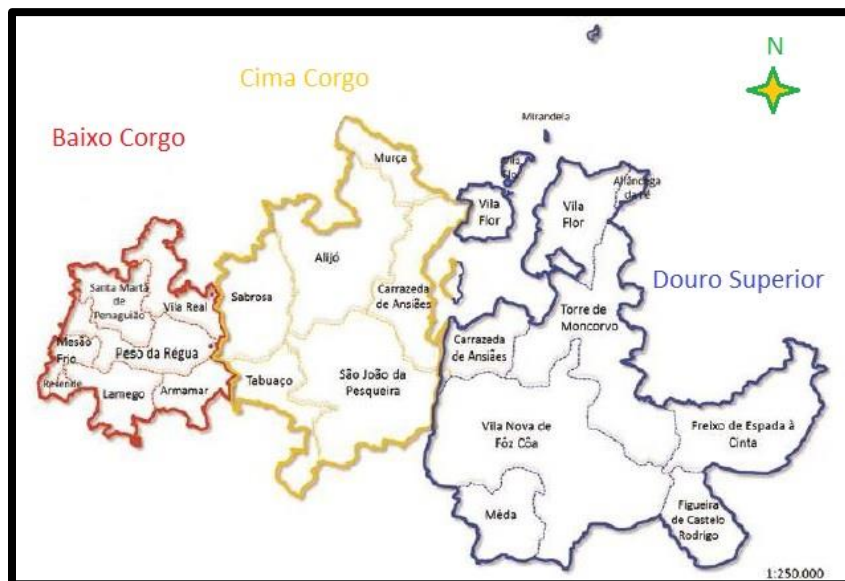 N
Cima Corgo
Mirandela
Baixo Corgo
Murça
Vila
Flor
Alfândega
da Fé
Vila
Flor
Vila
Flor
Alijó
Douro Superior
Santa Marta
de
Penaguião
Vila Real
Sabrosa
Carrazeda
de Ansiães
Torre de
Moncorvo
Mesão
Frio
Peso da Régua
Carrazeda
de Ansiães
Resende
Lamego
Armamar
Tabuaço
São João da
Pesqueira
Vila Nova de
Fôz Côa
Freixo de Espada à
Cinta
Mêda
Figueira
de Castelo
Rodrigo
1:250.000